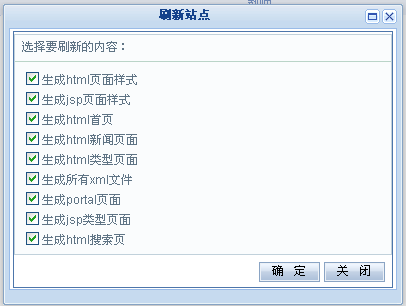 刷新站点
选择要刷新的内容：
生成html页面样式
生成jsp页面样式
生成html首页
生成html新闻页面
生成html类型页面
生成所有xml文件
生成portal页面
生成jsp类型页面
生成html搜索页
确 定 关 闭